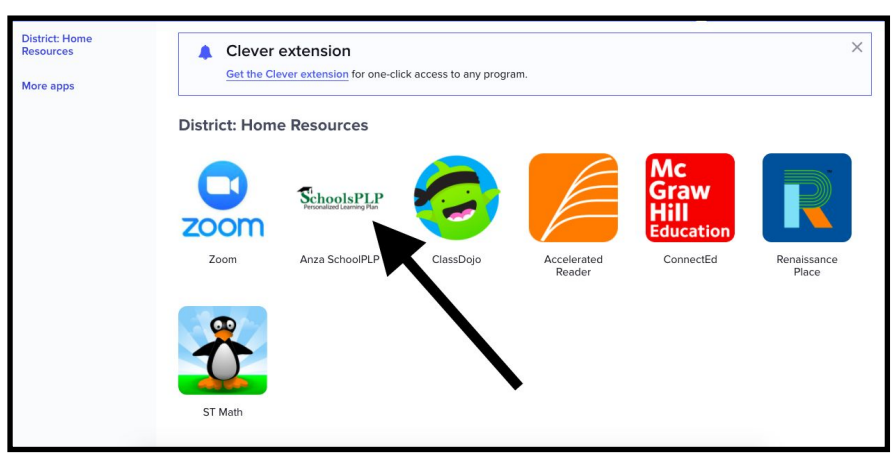 District: Home
Resources
More apps
Clever extension
Get the Clever extension for one-click access to any program.
District: Home Resources
zoom
SchoolsPLP
Personalized Learning Plan
Mc
Graw
Hill
Education
Zoom
Anza SchoolPLP
ClassDojo
Accelerated
Reader
ConnectEd
Renaissance
Place
ST Math